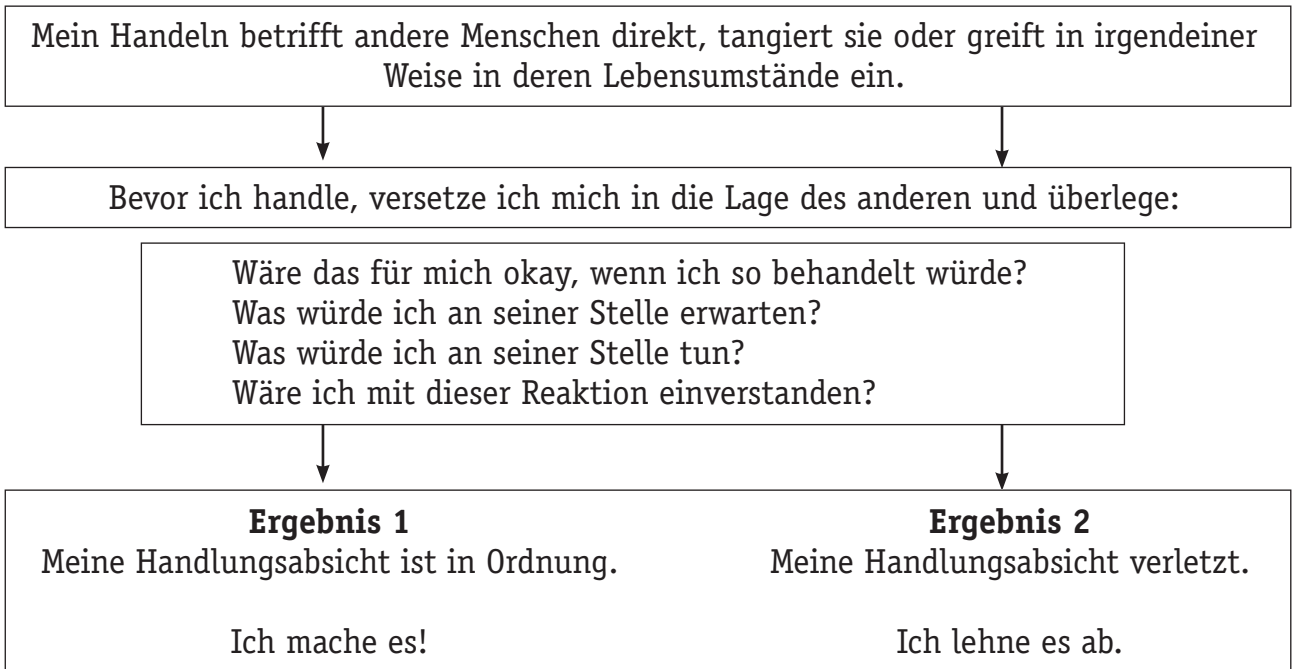 Mein Handeln betrifft andere Menschen direkt, tangiert sie oder greift in irgendeiner
Weise in deren Lebensumstände ein.
Bevor ich handle, versetze ich mich in die Lage des anderen und überlege:
Wäre das für mich okay, wenn ich so behandelt würde?
Was würde ich an seiner Stelle erwarten?
Was würde ich an seiner Stelle tun?
Wäre ich mit dieser Reaktion einverstanden?
Ergebnis 1
Meine Handlungsabsicht ist in Ordnung.
Ich mache es!
Ergebnis 2
Meine Handlungsabsicht verletzt.
Ich lehne es ab.